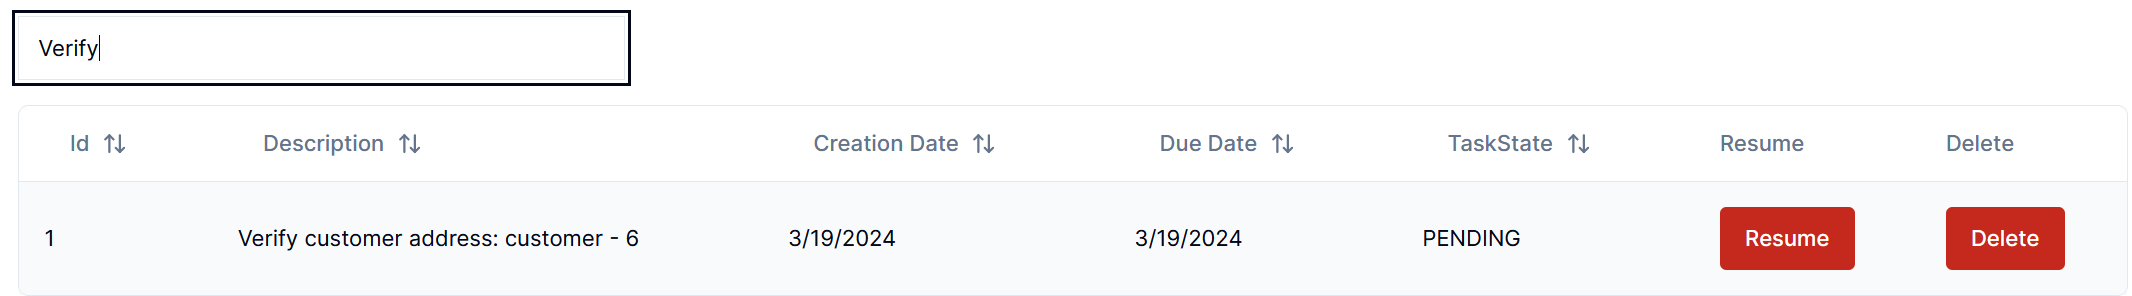 Verify
Id Description Creation Date Due Date TaskState Resume Delete
1 Verify customer address: customer - 6 3/19/2024 3/19/2024 PENDING Resume Delete